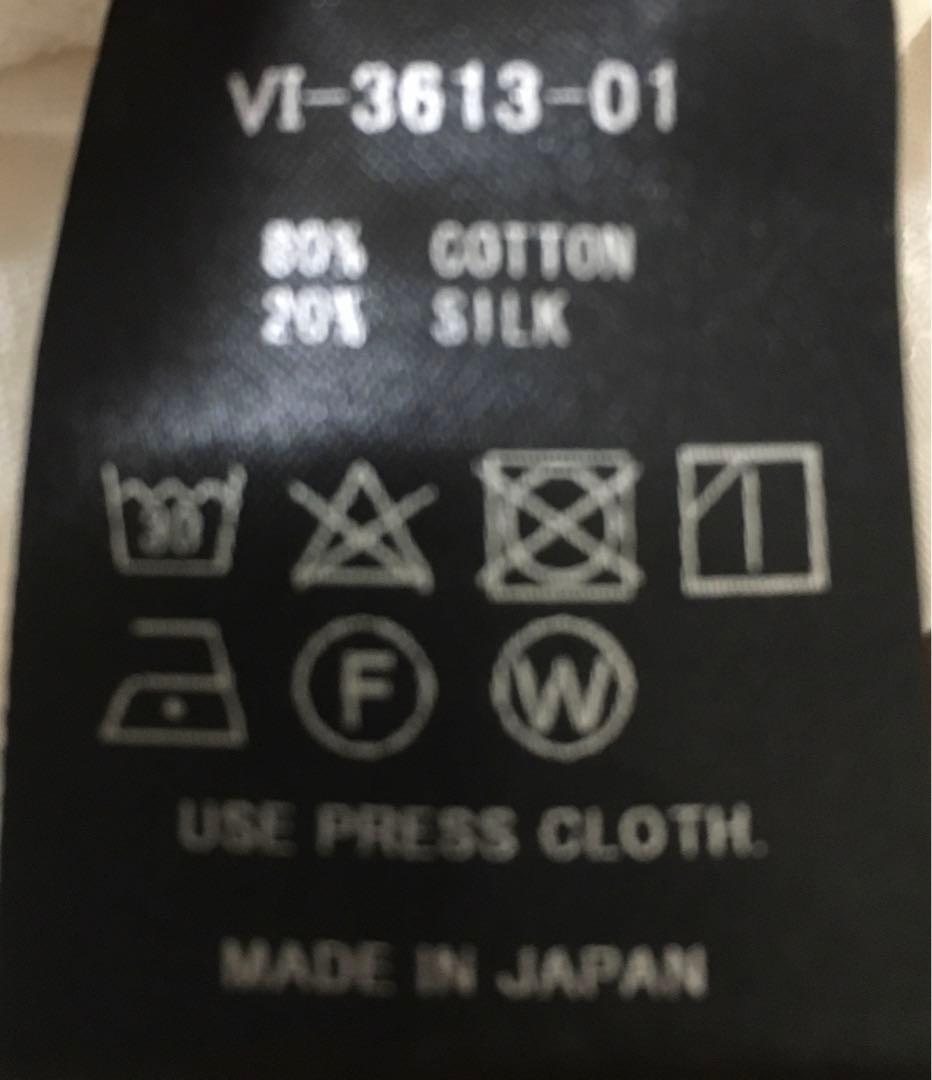 VI-3613-01
80% COTTON
20% SILK
30
F W
USE PRESS CLOTH.
MADE IN JAPAN